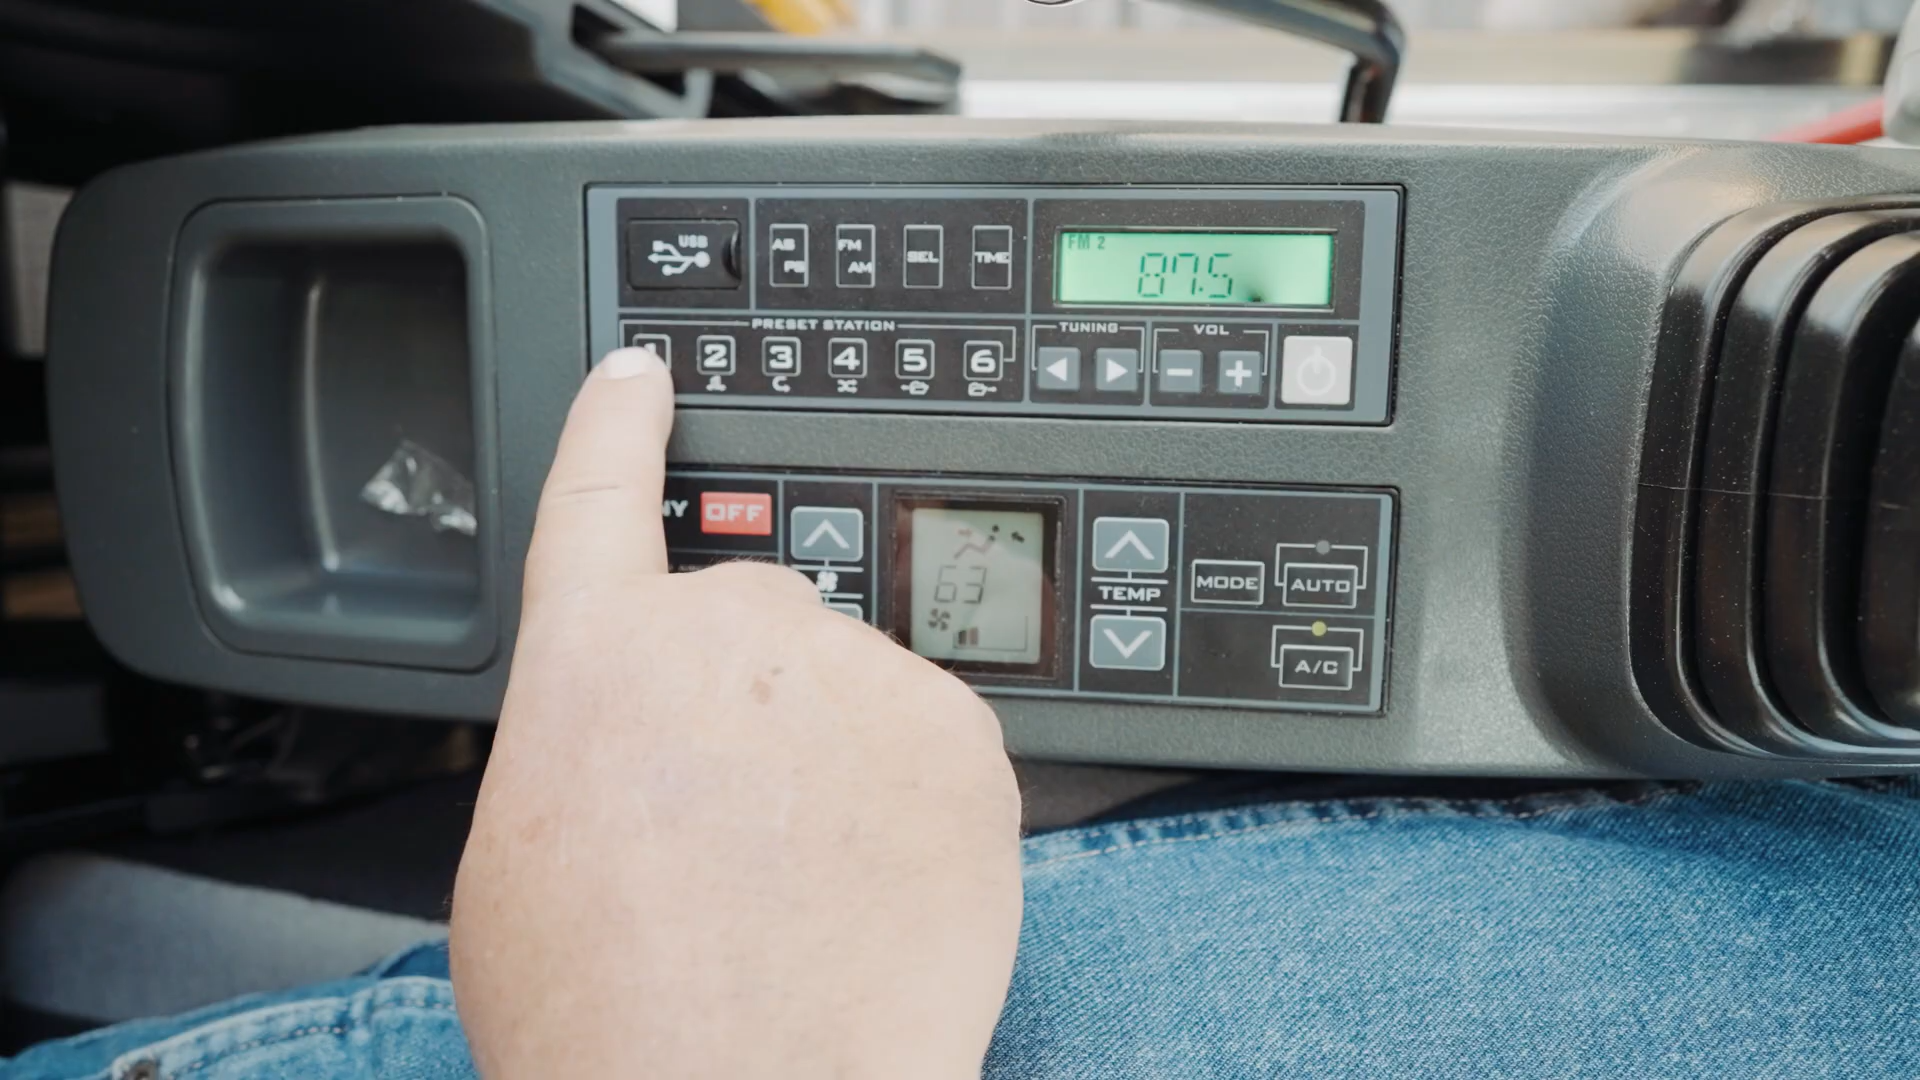 USB
AS
PS
FM
AM
SEL
TIME
FM 2
87.5
PRESET STATION
TUNING
VOL
1
2
3
4
5
6
OFF
63
TEMP
MODE
AUTO
A/C